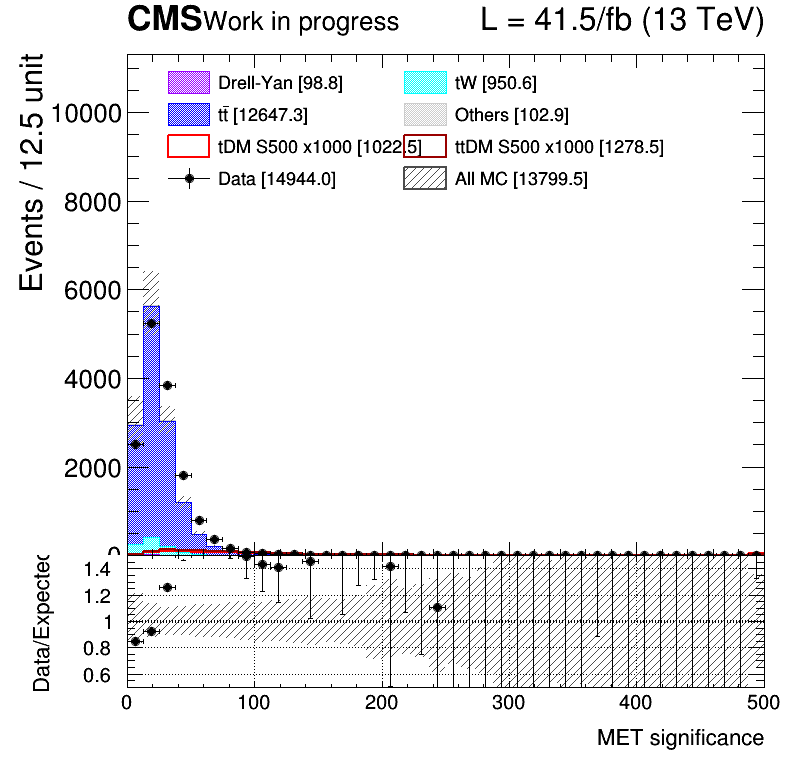 CMS Work in progress L = 41.5/fb (13 TeV)
Drell-Yan [98.8] tW [950.6]
tt̄ [12647.3] Others [102.9]
tDM S500 x1000 [1022.5] ttDM S500 x1000 [1278.5]
Data [14944.0] All MC [13799.5]
Events / 12.5 unit
10000
8000
6000
4000
2000
0
Data/Expected
1.4
1.2
1
0.8
0.6
0 100 200 300 400 500
MET significance